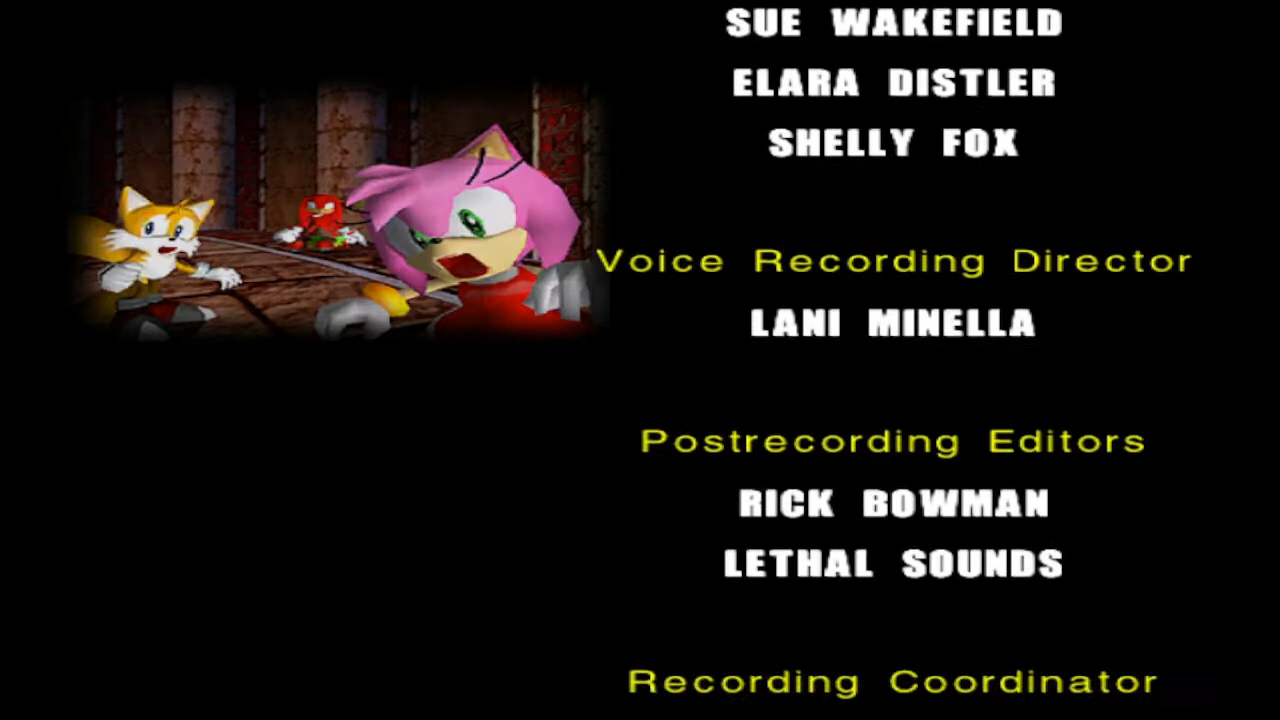 SUE WAKEFIELD
ELARA DISTLER
SHELLY FOX
Voice Recording Director
LANI MINELLA
Postrecording Editors
RICK BOWMAN
LETHAL SOUNDS
Recording Coordinator